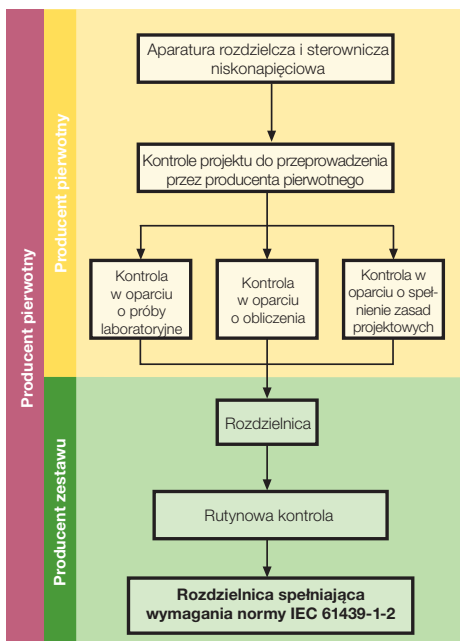 Producent pierwotny
Producent pierwotny
Aparatura rozdzielcza i sterownicza
niskonapięciowa
Kontrole projektu do przeprowadzenia
przez producenta pierwotnego
Kontrola
w oparciu
o próby
laboratoryjne
Kontrola
w oparciu
o obliczenia
Kontrola w
oparciu o speł-
nienie zasad
projektowych
Producent zestawu
Rozdzielnica
Rutynowa kontrola
Rozdzielnica spełniająca
wymagania normy IEC 61439-1-2